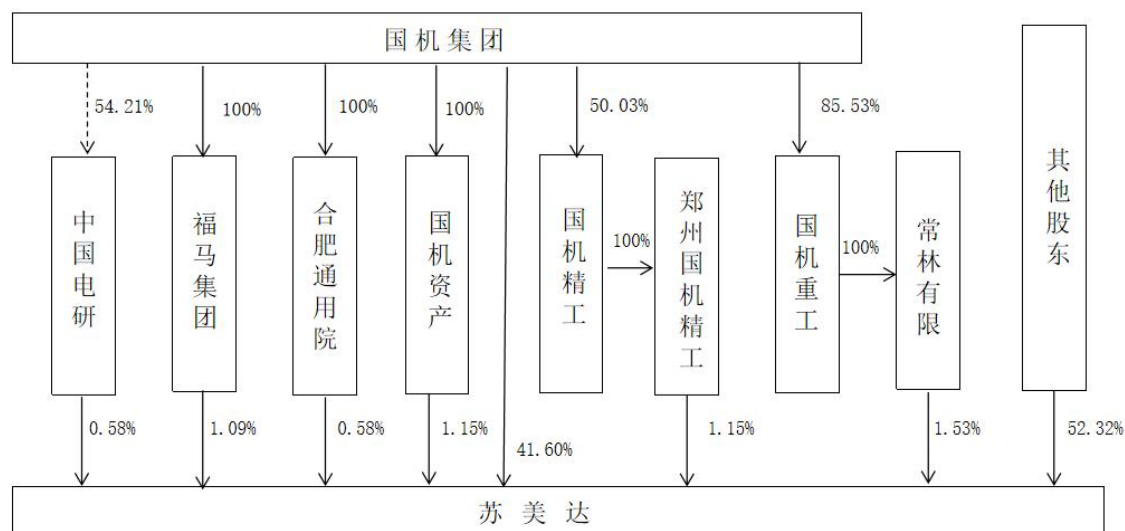 国机集团
54.21%
100%
100%
100%
50.03%
85.53%
中国电研
福马集团
合肥通用院
国机资产
国机精工
100%
郑州国机精工
国机重工
100%
常林有限
其他股东
0.58%
1.09%
0.58%
1.15%
41.60%
1.15%
1.53%
52.32%
苏美达